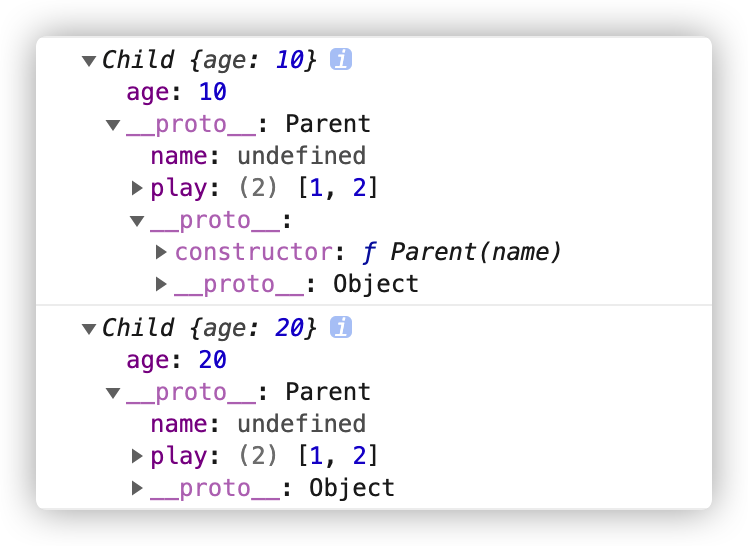 ▼Child {age: 10} i
age: 10
▼__proto__: Parent
name: undefined
▶play: (2) [1, 2]
▼__proto__:
▶constructor: ƒ Parent(name)
▶__proto__: Object
▼Child {age: 20} i
age: 20
▼__proto__: Parent
name: undefined
▶play: (2) [1, 2]
▶__proto__: Object